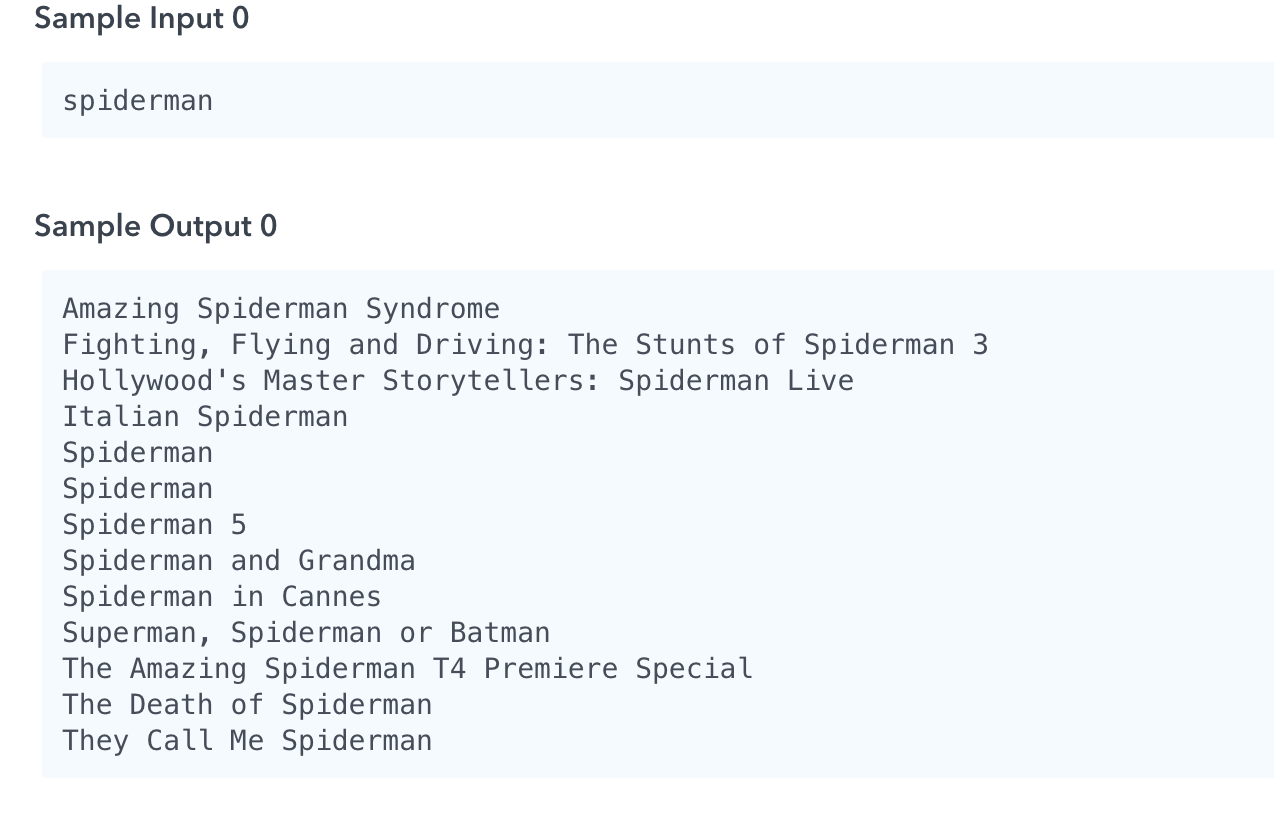 Sample Input 0
spiderman
Sample Output 0
Amazing Spiderman Syndrome
Fighting, Flying and Driving: The Stunts of Spiderman 3
Hollywood's Master Storytellers: Spiderman Live
Italian Spiderman
Spiderman
Spiderman
Spiderman 5
Spiderman and Grandma
Spiderman in Cannes
Superman, Spiderman or Batman
The Amazing Spiderman T4 Premiere Special
The Death of Spiderman
They Call Me Spiderman